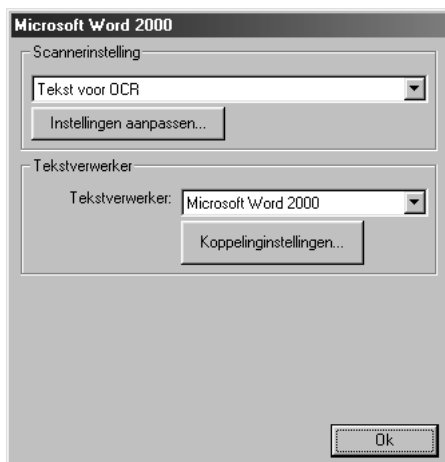 Microsoft Word 2000
Scannerinstelling
Tekst voor OCR
Instellingen aanpassen...
Tekstverwerker
Tekstverwerker: Microsoft Word 2000
Koppelinginstellingen...
Ok